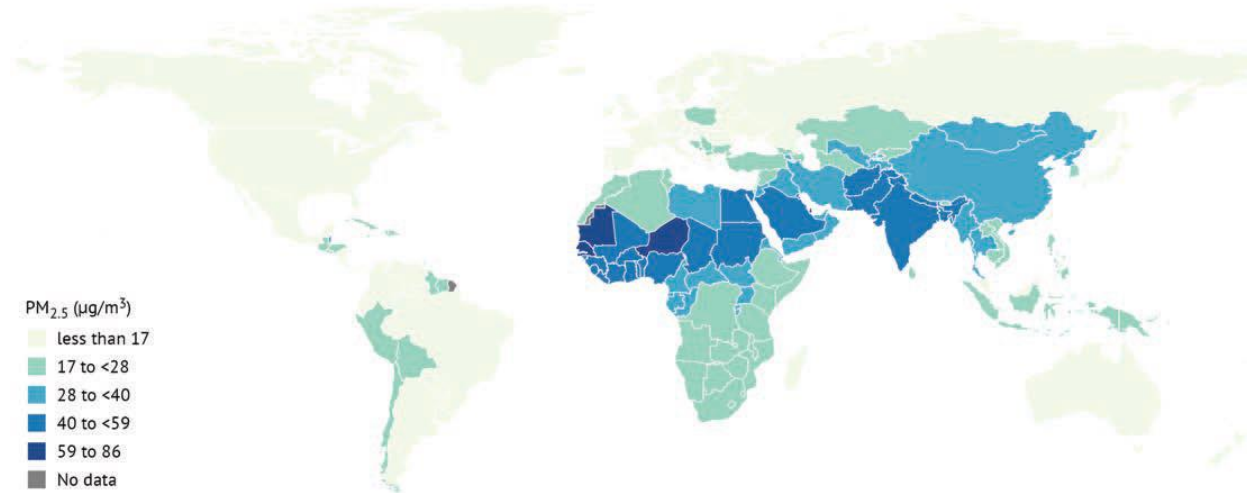 PM2.5 (µg/m3)
less than 17
17 to <28
28 to <40
40 to <59
59 to 86
No data